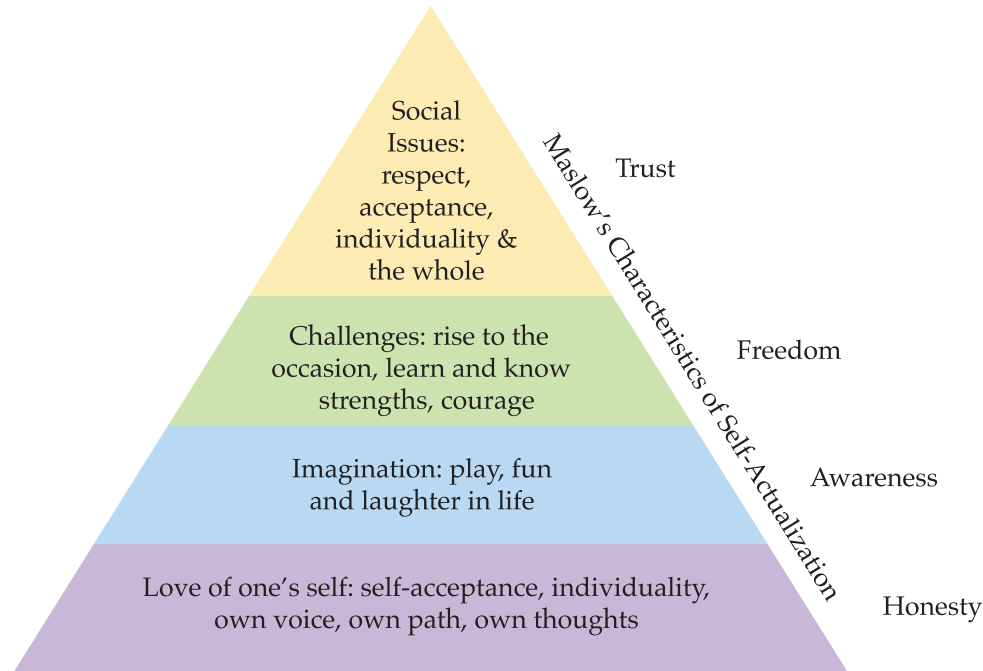 Social
Issues:
respect,
acceptance,
individuality &
the whole
Challenges: rise to the
occasion, learn and know
strengths, courage
Imagination: play, fun
and laughter in life
Love of one’s self: self-acceptance, individuality,
own voice, own path, own thoughts
Maslow’s Characteristics of Self-Actualization
Trust
Freedom
Awareness
Honesty